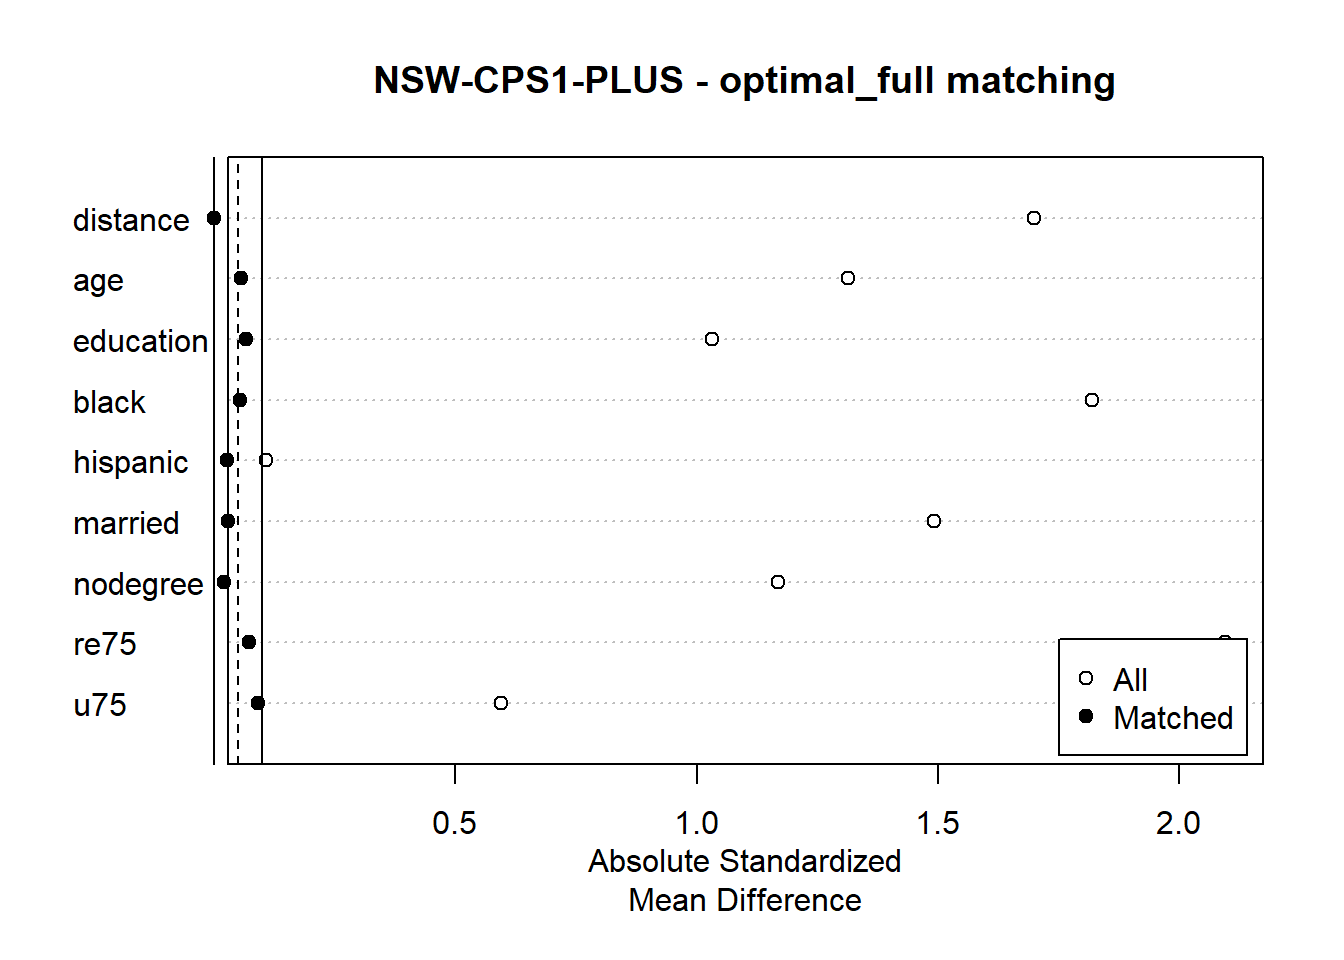 NSW-CPS1-PLUS - optimal_full matching
distance
age
education
black
hispanic
married
nodegree
re75
u75
All
Matched
0.5 1.0 1.5 2.0
Absolute Standardized
Mean Difference